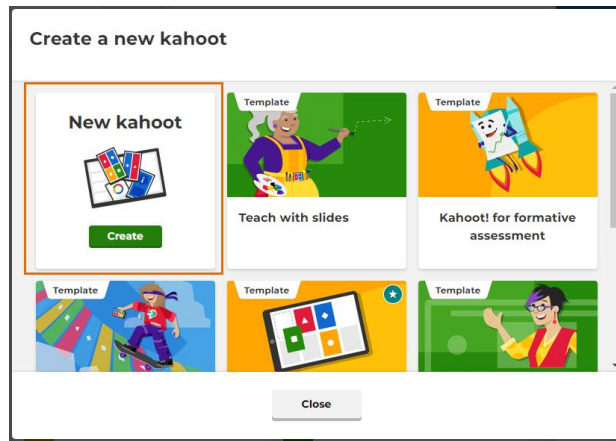 Create a new kahoot
New kahoot
Create
Template
Teach with slides
Template
Kahoot! for formative
assessment
Template
Template
Template
Close